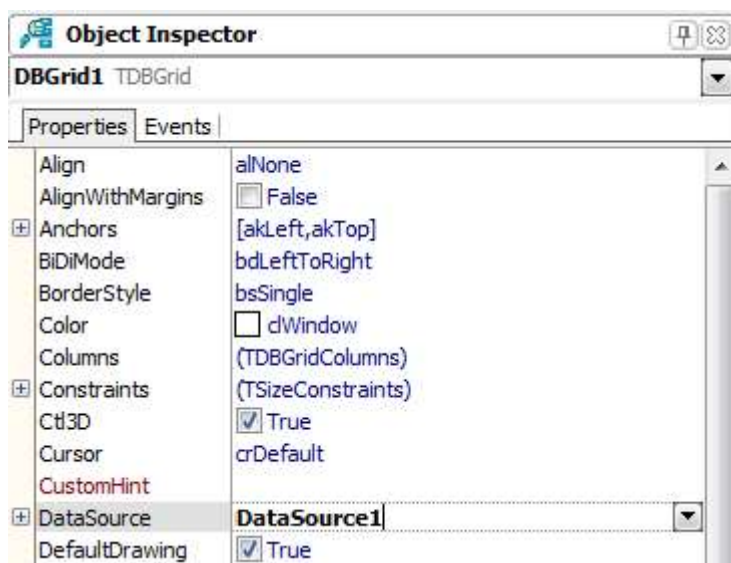 Object Inspector
DBGrid1 TDBGrid
Properties Events
Align alNone
AlignWithMargins False
Anchors [akLeft,akTop]
BiDiMode bdLeftToRight
BorderStyle bsSingle
Color clWindow
Columns (TDBGridColumns)
Constraints (TSizeConstraints)
Ctl3D True
Cursor crDefault
CustomHint
DataSource DataSource1
DefaultDrawing True